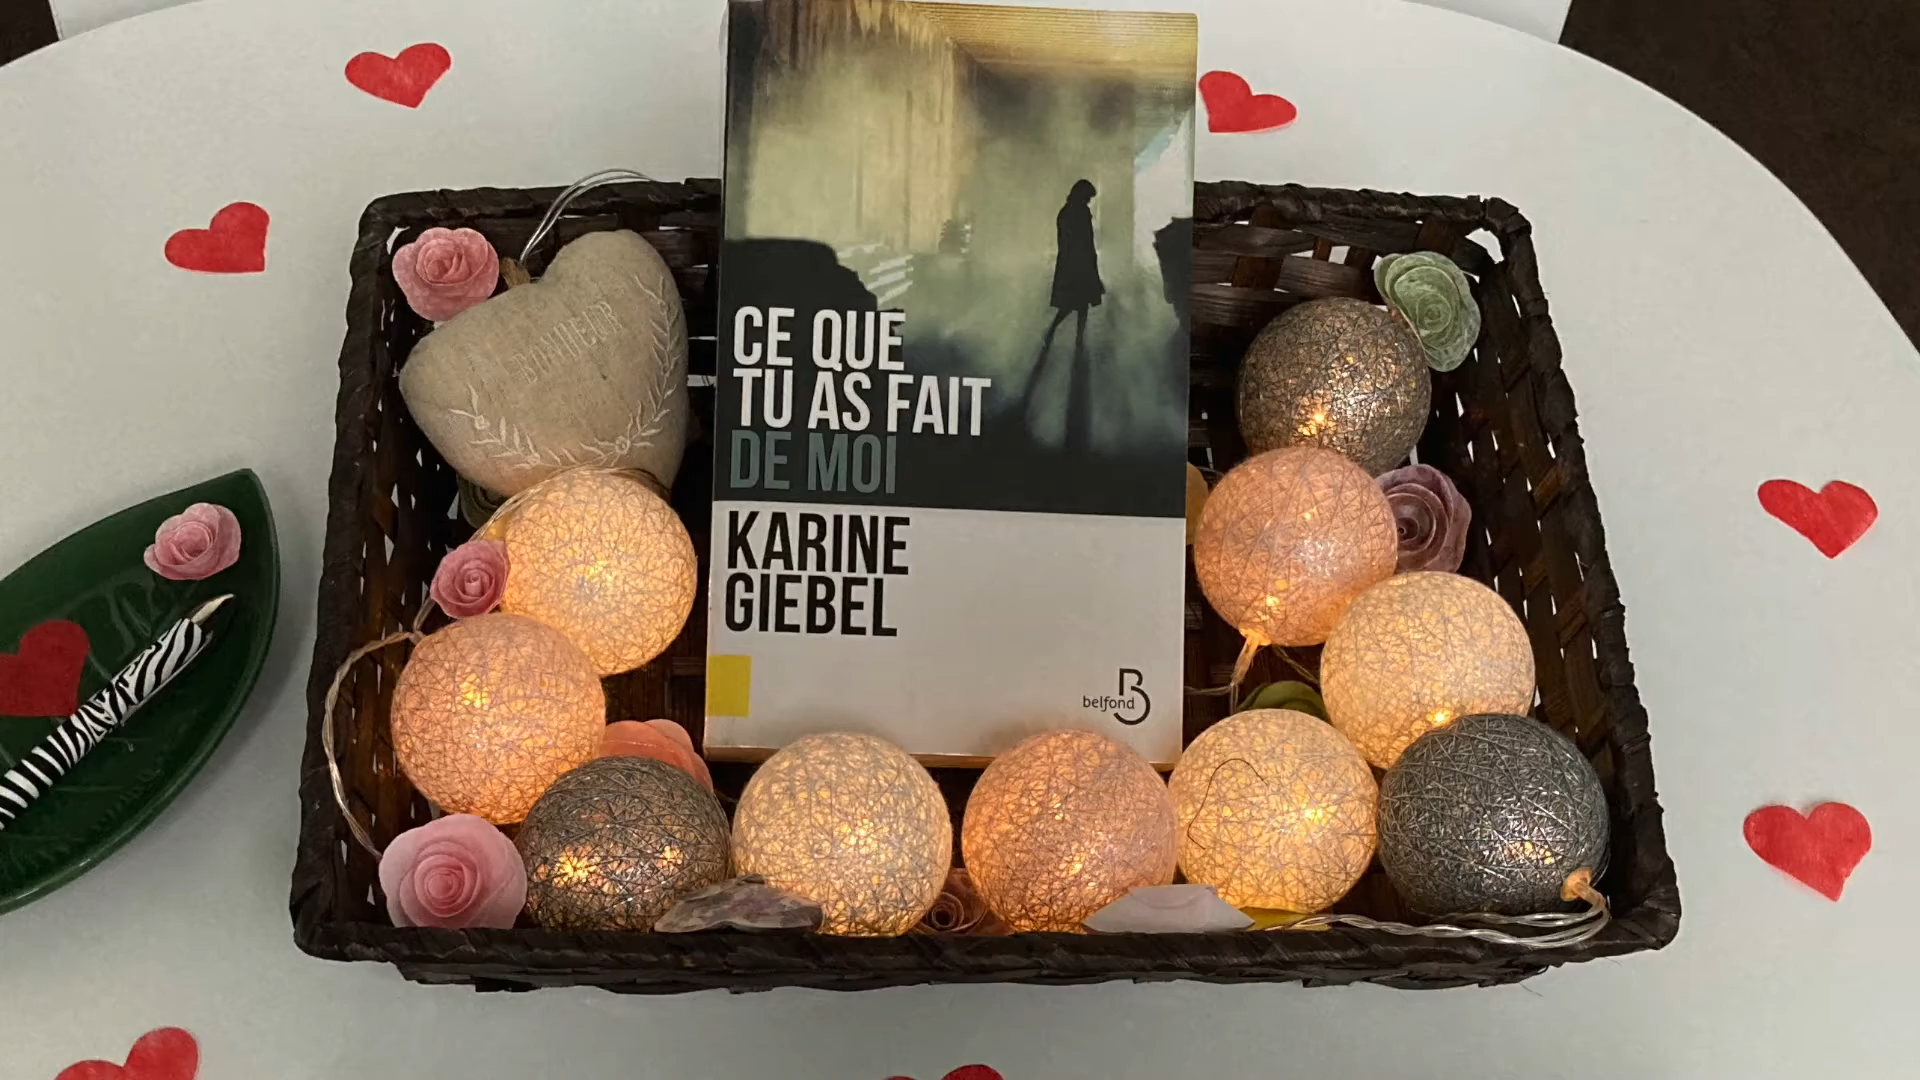 BONHEUR
CE QUE
TU AS FAIT
DE MOI
KARINE
GIEBEL
belfond